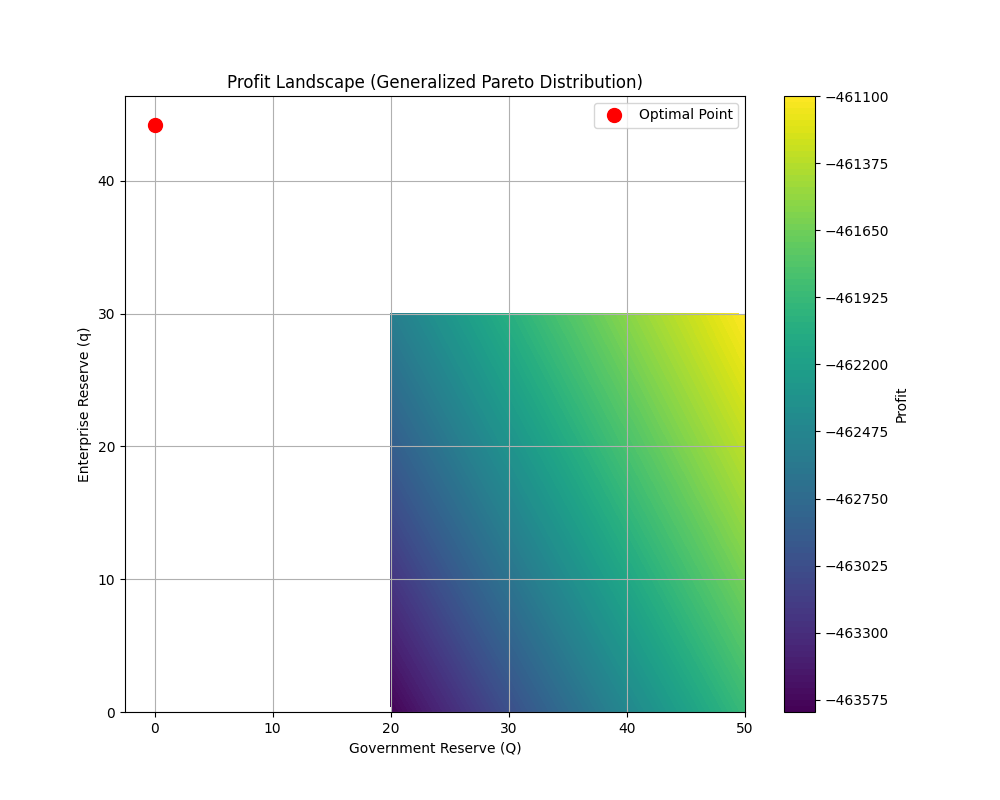 Profit Landscape (Generalized Pareto Distribution)
Optimal Point
Enterprise Reserve (q)
40
30
20
10
0
0 10 20 30 40 50
Government Reserve (Q)
−461100
−461375
−461650
−461925
−462200
−462475
−462750
−463025
−463300
−463575
Profit